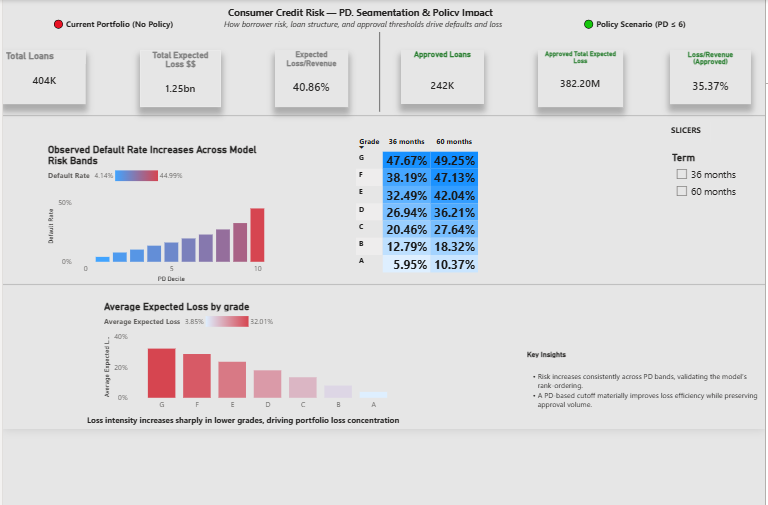 Consumer Credit Risk — PD, Segmentation & Policy Impact
Current Portfolio (No Policy)
How borrower risk, loan structure, and approval thresholds drive defaults and loss
Policy Scenario (PD ≤ 6)
Total Loans
404K
Total Expected
Loss $$
1.25bn
Expected
Loss/Revenue
40.86%
Approved Loans
242K
Approved Total Expected
Loss
382.20M
Loss/Revenue
(Approved)
35.37%
Observed Default Rate Increases Across Model
Risk Bands
Default Rate 4.14% 44.99%
Default Rate
50%
0%
0 5 10
PD Decile
Grade 36 months 60 months
G 47.67% 49.25%
F 38.19% 47.13%
E 32.49% 42.04%
D 26.94% 36.21%
C 20.46% 27.64%
B 12.79% 18.32%
A 5.95% 10.37%
SLICERS
Term
36 months
60 months
Average Expected Loss by grade
Average Expected Loss 3.85% 32.01%
Average Expected L...
40%
20%
0%
G F E D C B A
Loss intensity increases sharply in lower grades, driving portfolio loss concentration
Key Insights
• Risk increases consistently across PD bands, validating the model's
rank-ordering.
• A PD-based cutoff materially improves loss efficiency while preserving
approval volume.